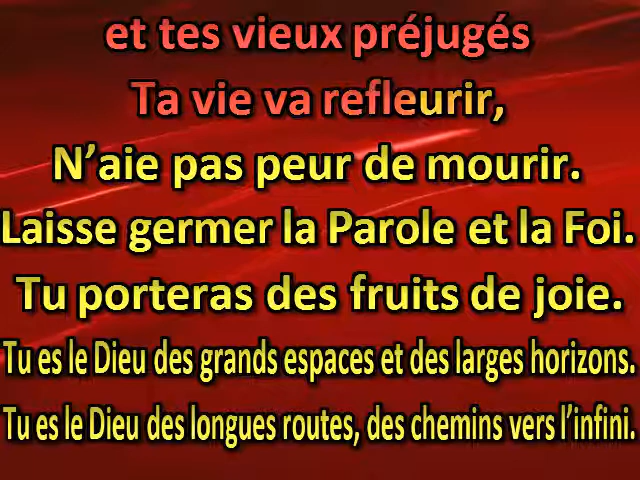 et tes vieux préjugés
Ta vie va refleurir,
N’aie pas peur de mourir.
Laisse germer la Parole et la Foi.
Tu porteras des fruits de joie.
Tu es le Dieu des grands espaces et des larges horizons.
Tu es le Dieu des longues routes, des chemins vers l’infini.